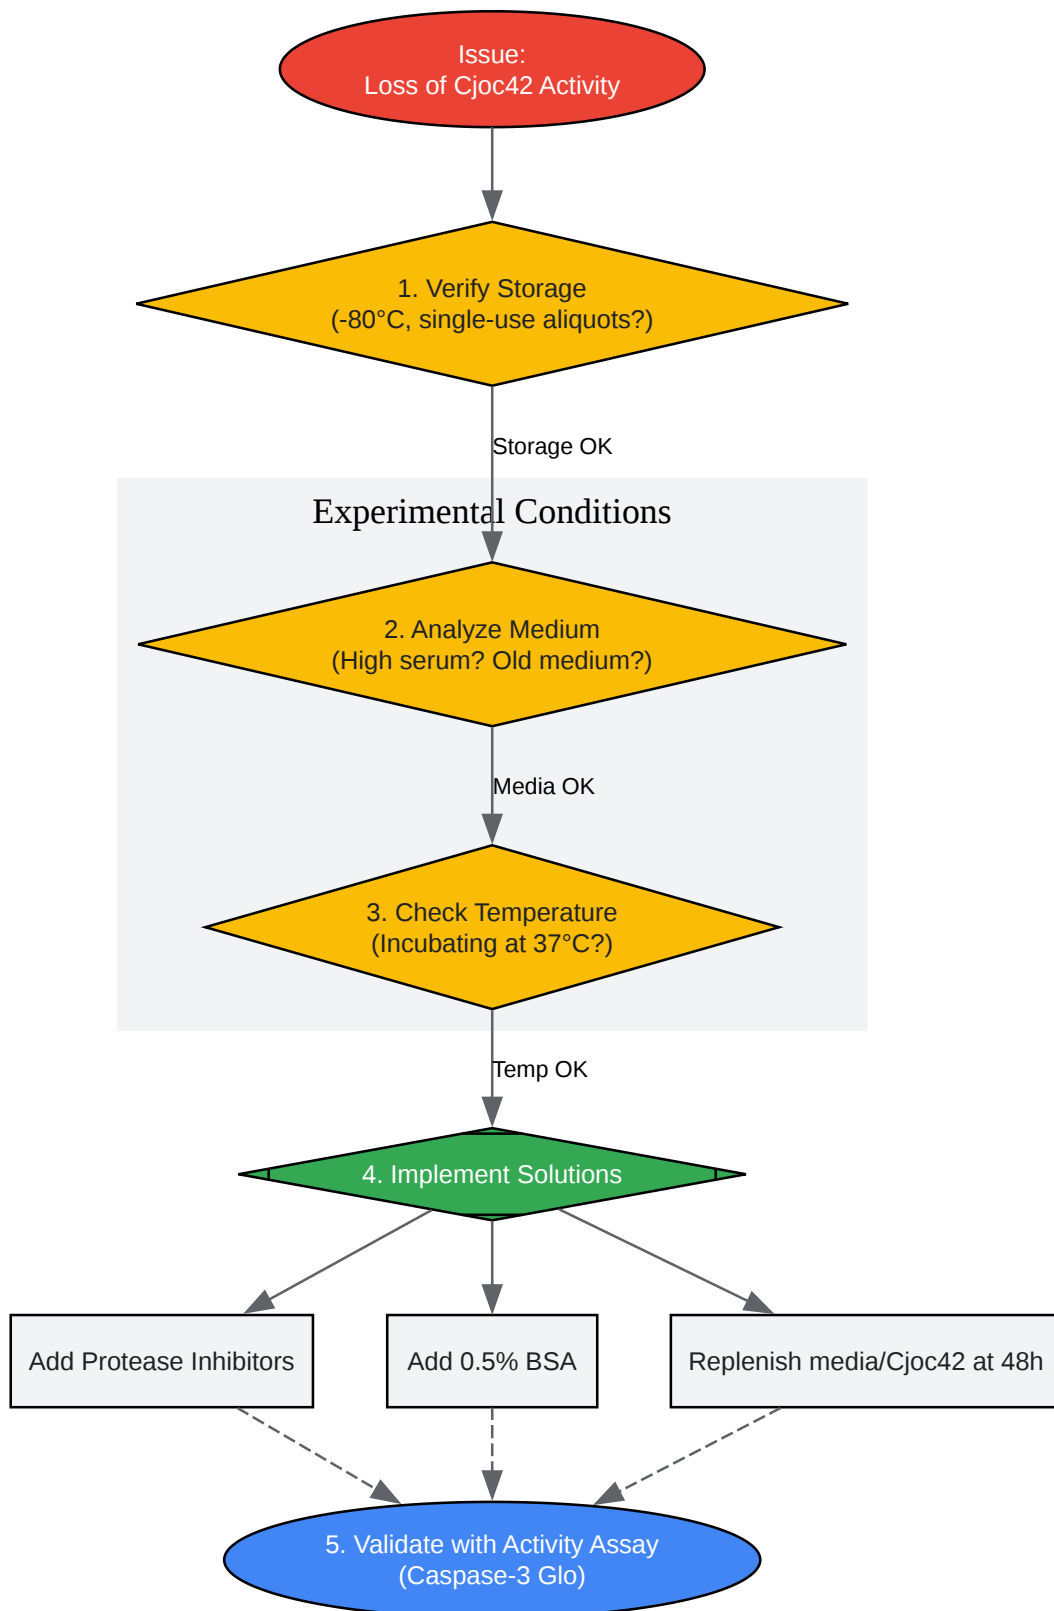 Issue:
Loss of Cjoc42 Activity
1. Verify Storage
(-80°C, single-use aliquots?)
Storage OK
Experimental Conditions
2. Analyze Medium
(High serum? Old medium?)
Media OK
3. Check Temperature
(Incubating at 37°C?)
Temp OK
4. Implement Solutions
Add Protease Inhibitors
Add 0.5% BSA
Replenish media/Cjoc42 at 48h
5. Validate with Activity Assay
(Caspase-3 Glo)